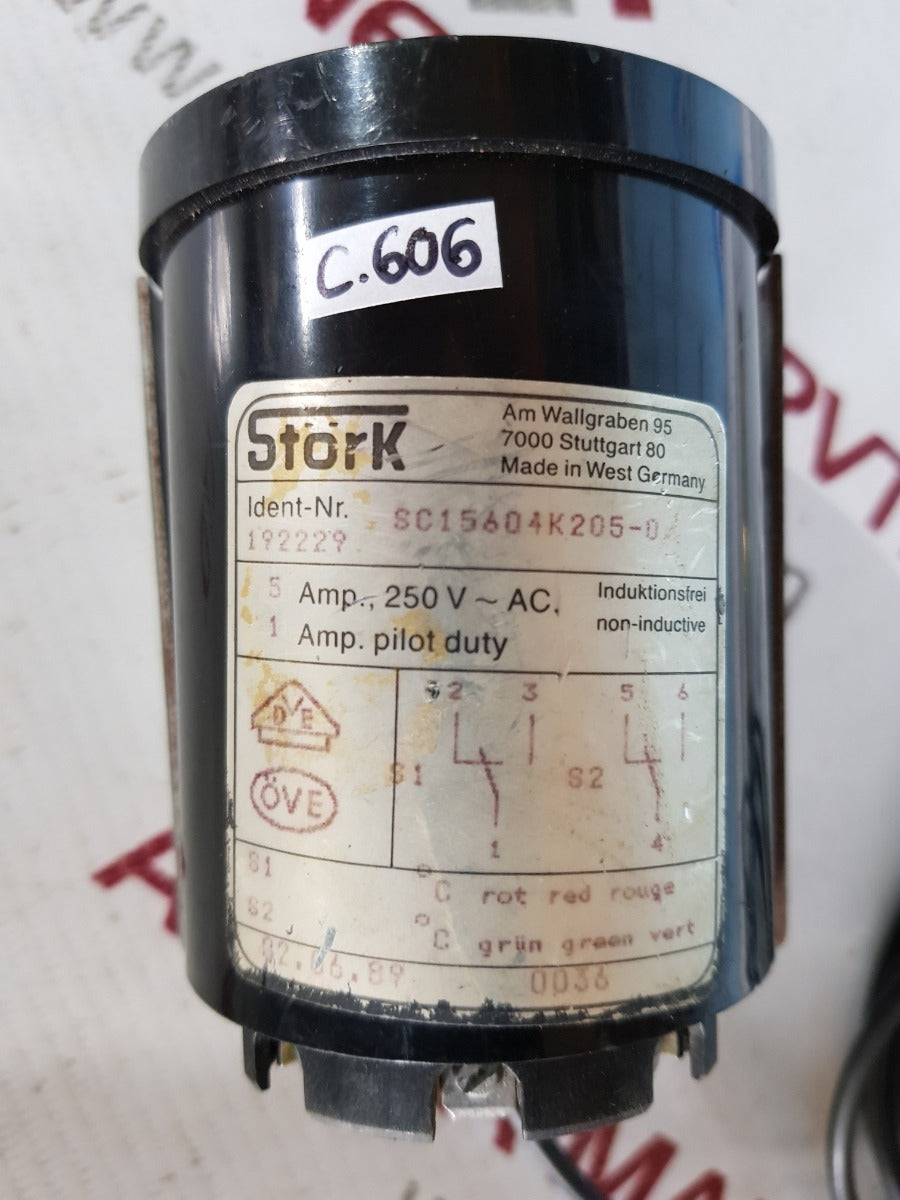 C.606
Störk
Am Wallgraben 95
7000 Stuttgart 80
Made in West Germany
Ident-Nr.
192229 SC15604K205-0
5 Amp., 250 V ~ AC, Induktionsfrei
1 Amp. pilot duty non-inductive
DVE
ÖVE
2 3 5 6
S1 S2
1 4
S1 °C rot red rouge
S2 °C grün green vert
02.06.89 0036